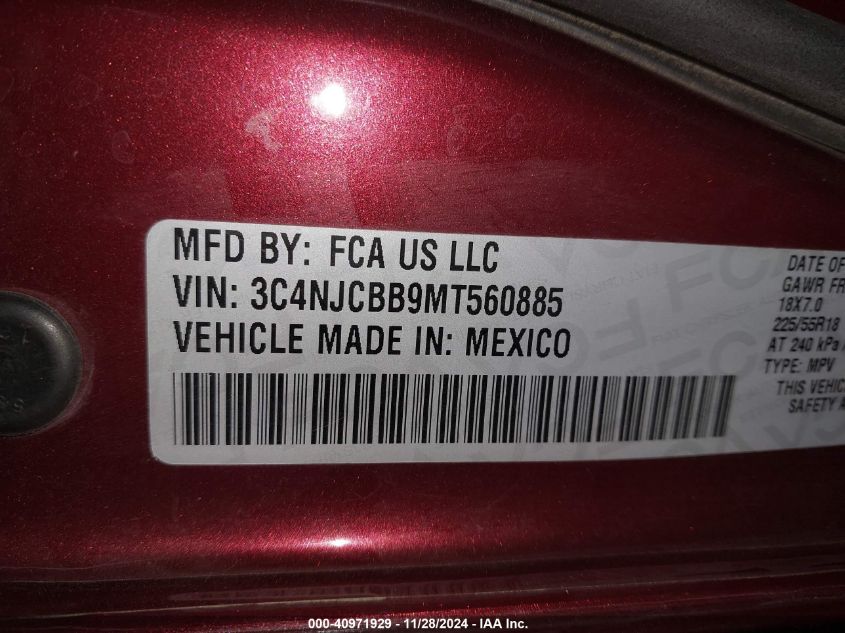 MFD BY: FCA US LLC
VIN: 3C4NJCBB9MT560885
VEHICLE MADE IN: MEXICO
DATE OF
GAWR FR
18X7.0
225/55R18
AT 240 kPa
TYPE: MPV
THIS VEHIC
SAFETY A
000-40971929 - 11/28/2024 - IAA Inc.